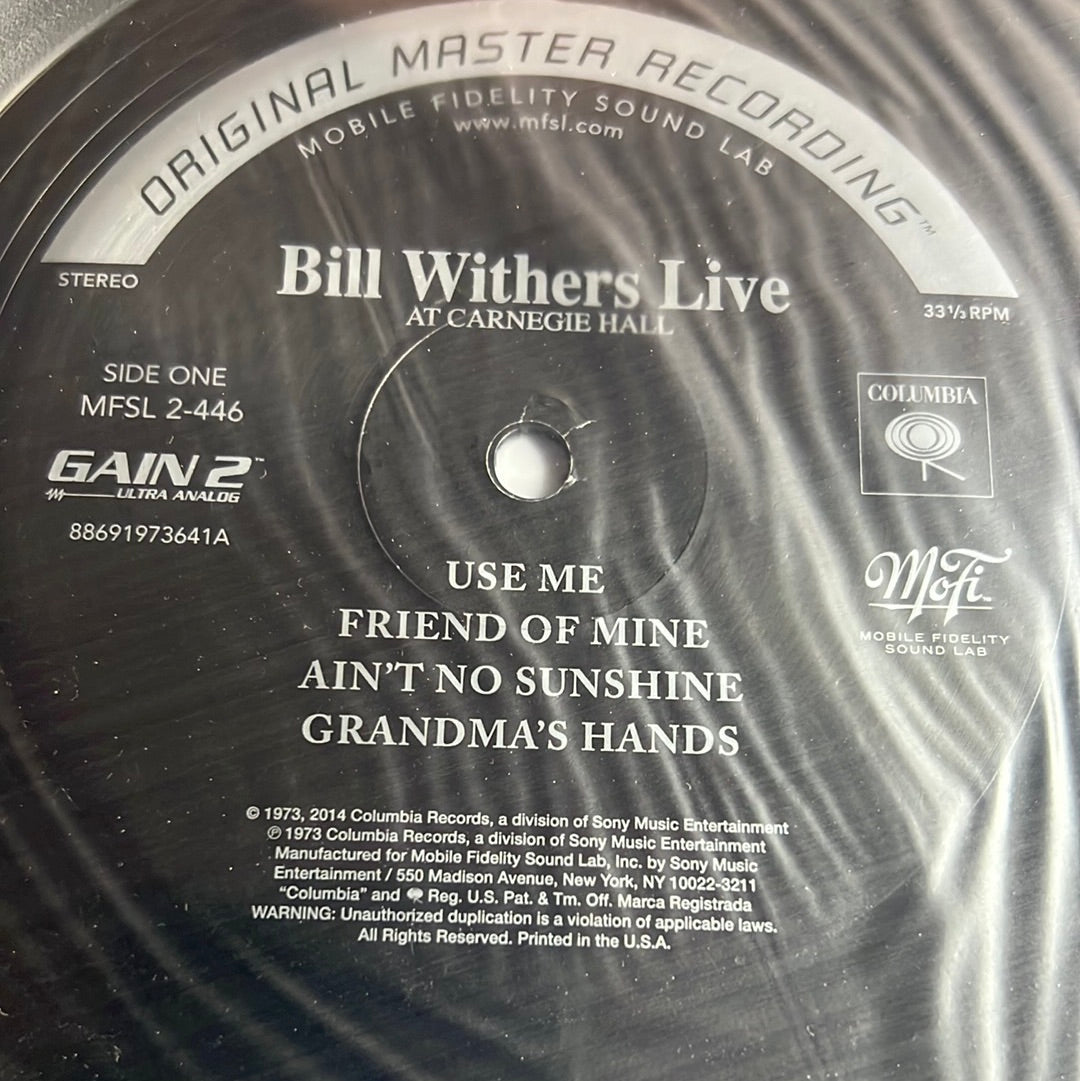 ORIGINAL MASTER RECORDING™
MOBILE FIDELITY SOUND LAB
www.mfsl.com
Bill Withers Live
AT CARNEGIE HALL
STEREO
33 1/3 RPM
SIDE ONE
MFSL 2-446
GAIN 2™
ULTRA ANALOG
88691973641A
COLUMBIA
MoFi™
MOBILE FIDELITY
SOUND LAB
USE ME
FRIEND OF MINE
AIN'T NO SUNSHINE
GRANDMA'S HANDS
© 1973, 2014 Columbia Records, a division of Sony Music Entertainment
℗ 1973 Columbia Records, a division of Sony Music Entertainment
Manufactured for Mobile Fidelity Sound Lab, Inc. by Sony Music
Entertainment / 550 Madison Avenue, New York, NY 10022-3211
"Columbia" and Reg. U.S. Pat. & Tm. Off. Marca Registrada
WARNING: Unauthorized duplication is a violation of applicable laws.
All Rights Reserved. Printed in the U.S.A.